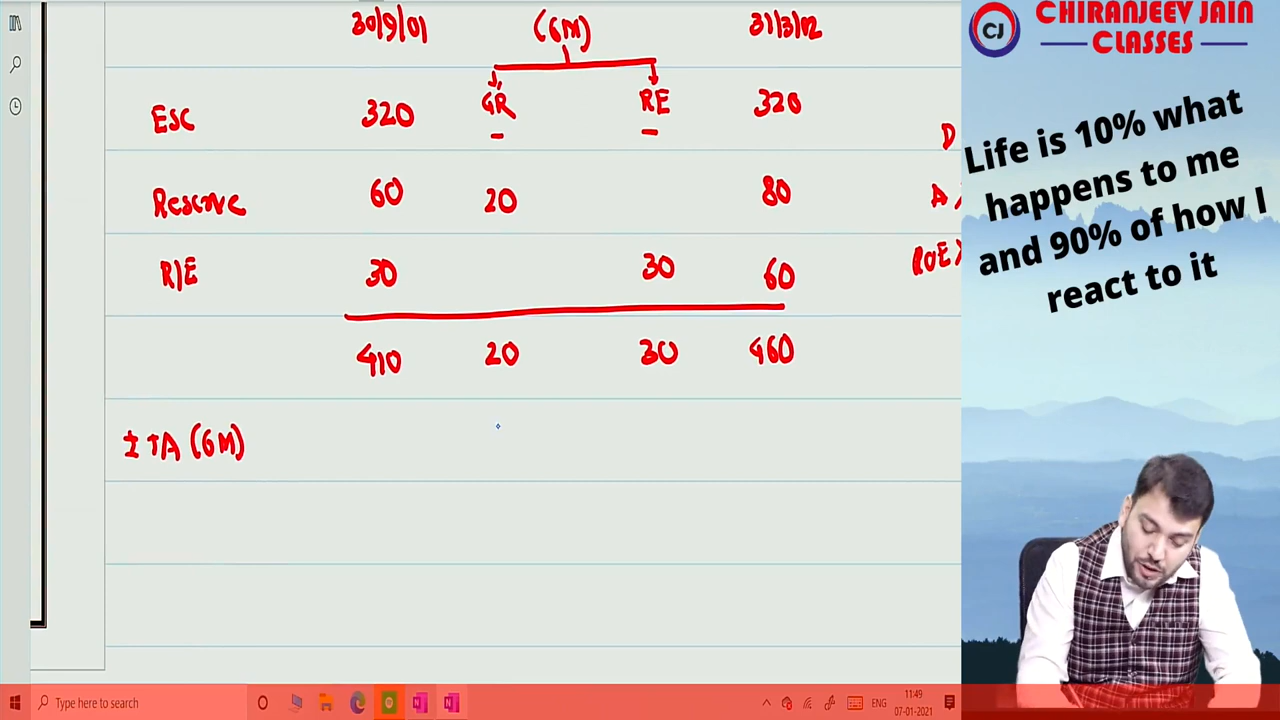 30/9/01 (6M) 31/3/02
ESC 320 GR RE 320
Reserve 60 20 80
R/E 30 30 60
410 20 30 460
± TA (6M)
D
A
CHIRANJEEV JAIN
CLASSES
CJ
Life is 10% what
happens to me
and 90% of how I
react to it
Type here to search
ENG
11:49
07-01-2021